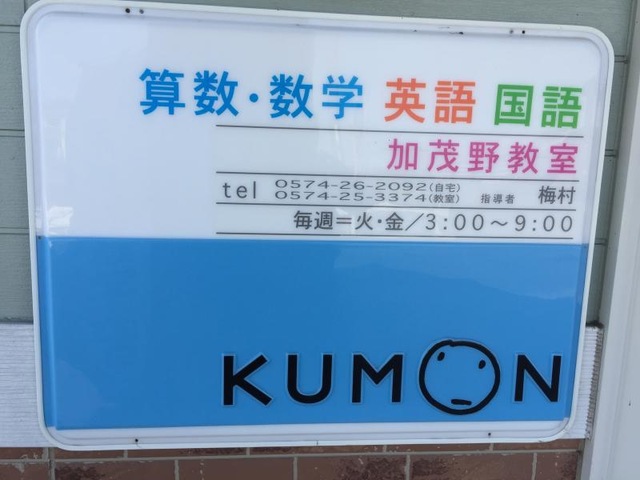 算数・数学 英語 国語
加茂野教室
tel 0574-26-2092(自宅)
0574-25-3374(教室) 指導者 梅村
毎週=火・金/3:00〜9:00
KUMON